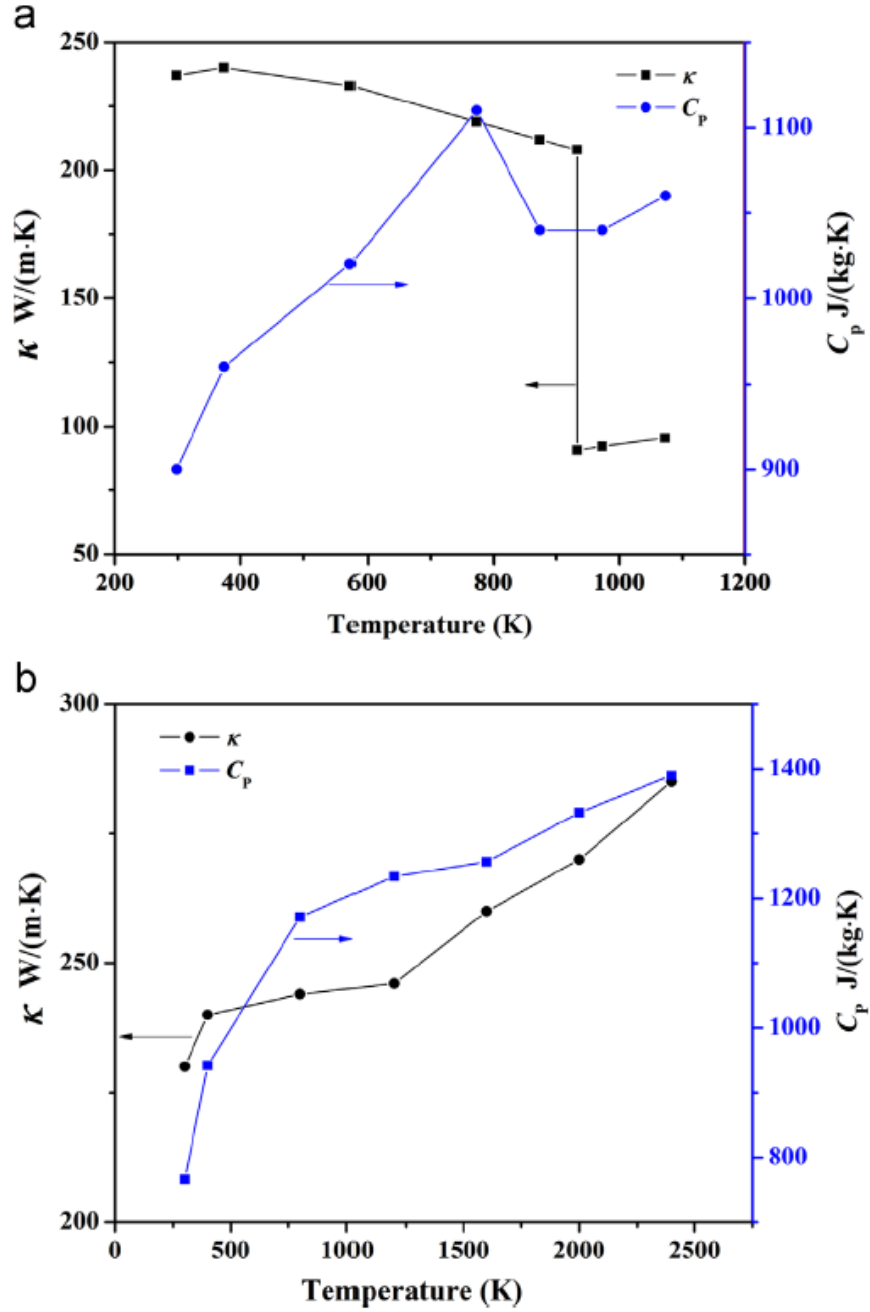 a
250
200
150
100
50
κ W/(m·K)
κ
C_P
1100
1000
900
C_p J/(kg·K)
200 400 600 800 1000 1200
Temperature (K)
b
300
250
200
κ W/(m·K)
κ
C_P
1400
1200
1000
800
C_P J/(kg·K)
0 500 1000 1500 2000 2500
Temperature (K)